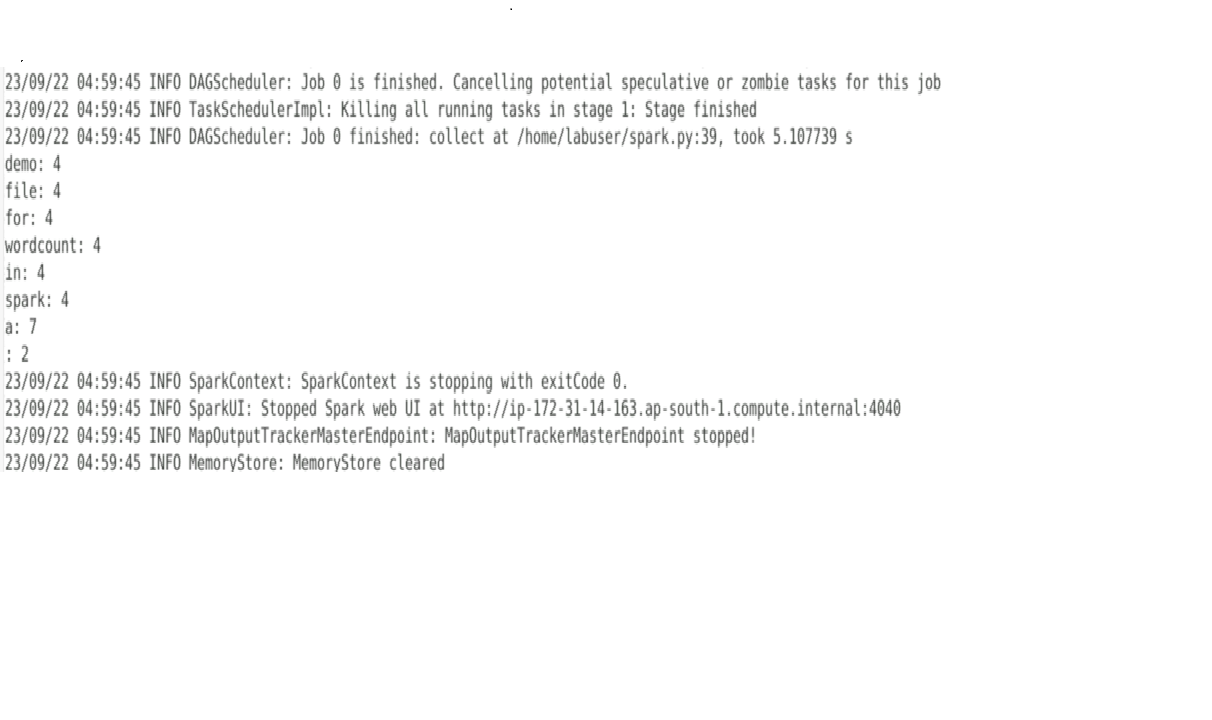 23/09/22 04:59:45 INFO DAGScheduler: Job 0 is finished. Cancelling potential speculative or zombie tasks for this job
23/09/22 04:59:45 INFO TaskSchedulerImpl: Killing all running tasks in stage 1: Stage finished
23/09/22 04:59:45 INFO DAGScheduler: Job 0 finished: collect at /home/labuser/spark.py:39, took 5.107739 s
demo: 4
file: 4
for: 4
wordcount: 4
in: 4
spark: 4
a: 7
: 2
23/09/22 04:59:45 INFO SparkContext: SparkContext is stopping with exitCode 0.
23/09/22 04:59:45 INFO SparkUI: Stopped Spark web UI at http://ip-172-31-14-163.ap-south-1.compute.internal:4040
23/09/22 04:59:45 INFO MapOutputTrackerMasterEndpoint: MapOutputTrackerMasterEndpoint stopped!
23/09/22 04:59:45 INFO MemoryStore: MemoryStore cleared